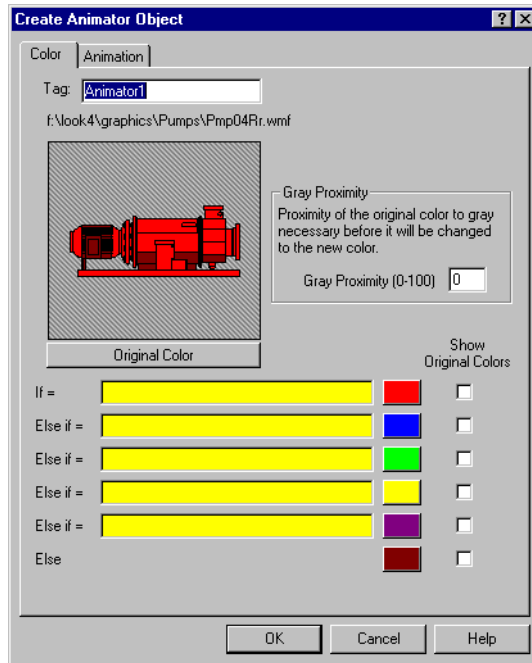 Create Animator Object
Color Animation
Tag: Animator1
f:\look4\graphics\Pumps\Pmp04Rr.wmf
Gray Proximity
Proximity of the original color to gray
necessary before it will be changed
to the new color.
Gray Proximity (0-100) 0
Original Color
Show
Original Colors
If =
Else if =
Else if =
Else if =
Else if =
Else
OK Cancel Help